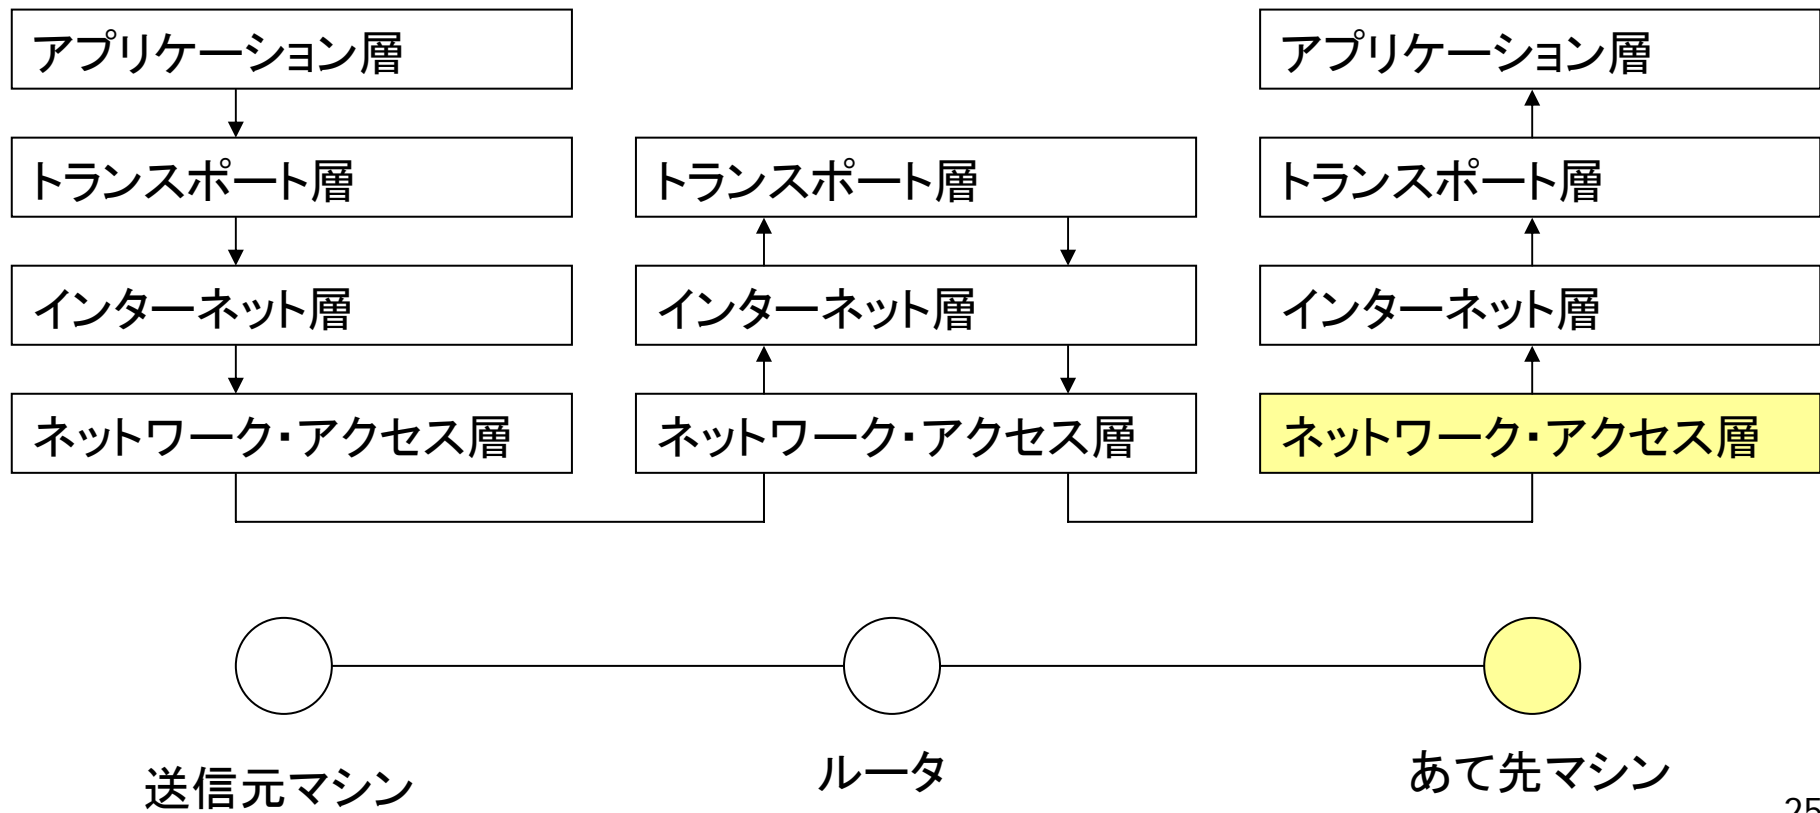 アプリケーション層
トランスポート層
インターネット層
ネットワーク・アクセス層
トランスポート層
インターネット層
ネットワーク・アクセス層
アプリケーション層
トランスポート層
インターネット層
ネットワーク・アクセス層
送信元マシン
ルータ
あて先マシン
25